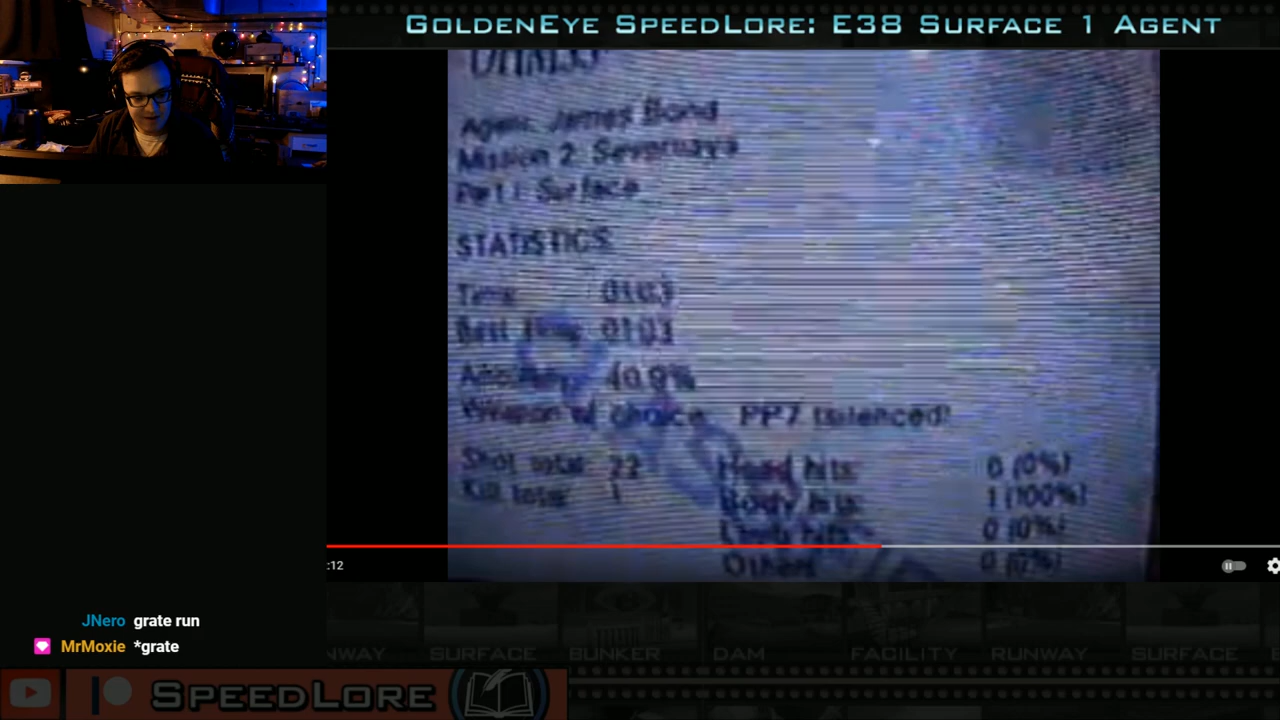 GOLDENEYE SPEEDLORE: E38 SURFACE 1 AGENT
OHMSS
Agent: James Bond
Mission 2: Severnaya
Part I: Surface
STATISTICS:
Time: 01:03
Best Time: 01:03
Accuracy: 40.9%
Weapon of choice: PP7 (silenced)
Shot total: 22 Head hits: 0 (0%)
Kill total: 1 Body hits: 1 (100%)
Limb hits: 0 (0%)
Others: 0 (0%)
:12
JNero grate run
MrMoxie *grate
NWAY SURFACE BUNKER DAM FACILITY RUNWAY SURFACE
SPEEDLORE